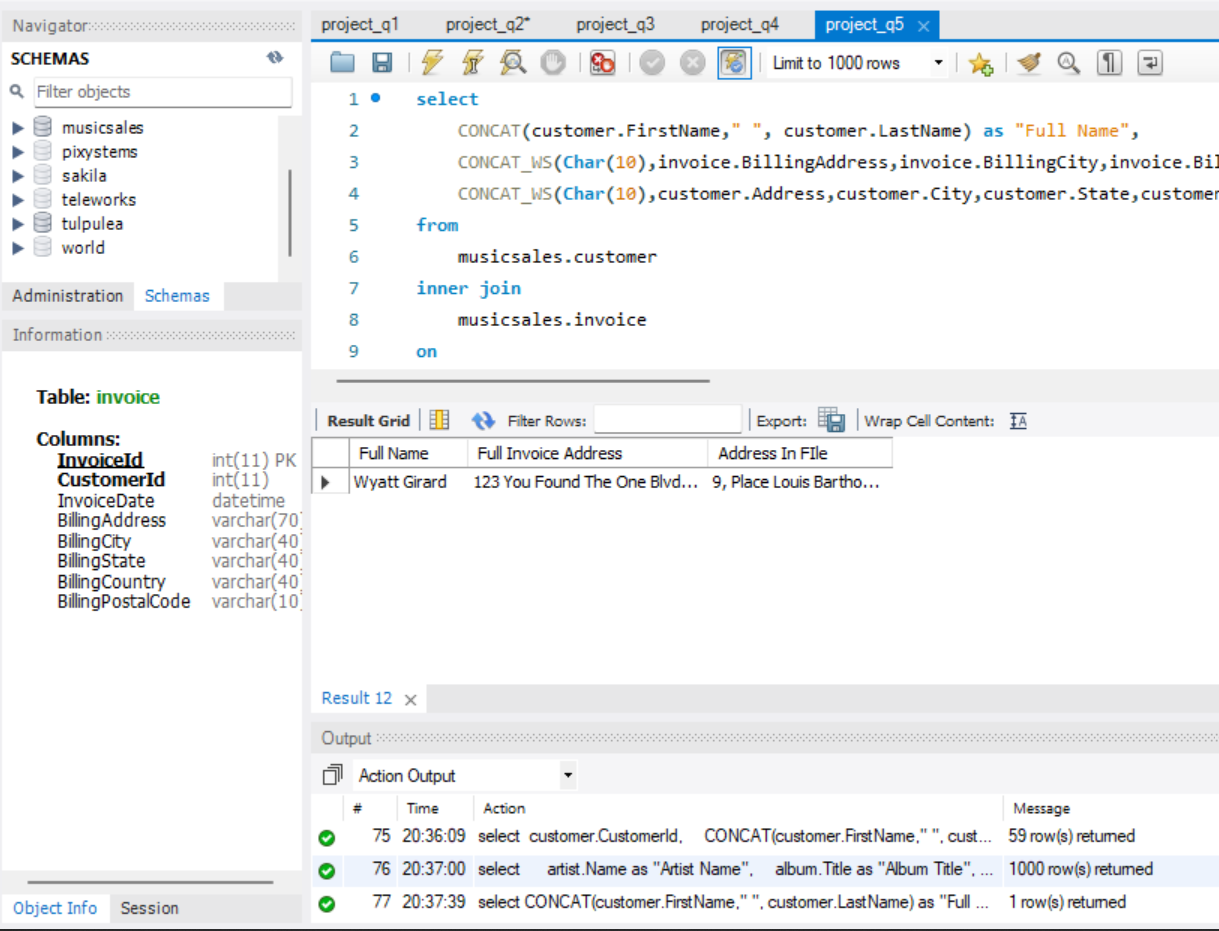 Navigator
SCHEMAS
Filter objects
musicsales
pixystems
sakila
teleworks
tulpulea
world
Administration Schemas
Information
Table: invoice
Columns:
InvoiceId int(11) PK
CustomerId int(11)
InvoiceDate datetime
BillingAddress varchar(70)
BillingCity varchar(40)
BillingState varchar(40)
BillingCountry varchar(40)
BillingPostalCode varchar(10)
Object Info Session
project_q1 project_q2* project_q3 project_q4 project_q5
Limit to 1000 rows
1 select
2 CONCAT(customer.FirstName," ", customer.LastName) as "Full Name",
3 CONCAT_WS(Char(10),invoice.BillingAddress,invoice.BillingCity,invoice.Bil
4 CONCAT_WS(Char(10),customer.Address,customer.City,customer.State,customer
5 from
6 musicsales.customer
7 inner join
8 musicsales.invoice
9 on
Result Grid Filter Rows: Export: Wrap Cell Content: IA
Full Name Full Invoice Address Address In FIle
Wyatt Girard 123 You Found The One Blvd... 9, Place Louis Bartho...
Result 12
Output
Action Output
# Time Action Message
75 20:36:09 select customer.CustomerId, CONCAT(customer.FirstName," ", cust... 59 row(s) returned
76 20:37:00 select artist.Name as "Artist Name", album.Title as "Album Title", ... 1000 row(s) returned
77 20:37:39 select CONCAT(customer.FirstName," ", customer.LastName) as "Full ... 1 row(s) returned